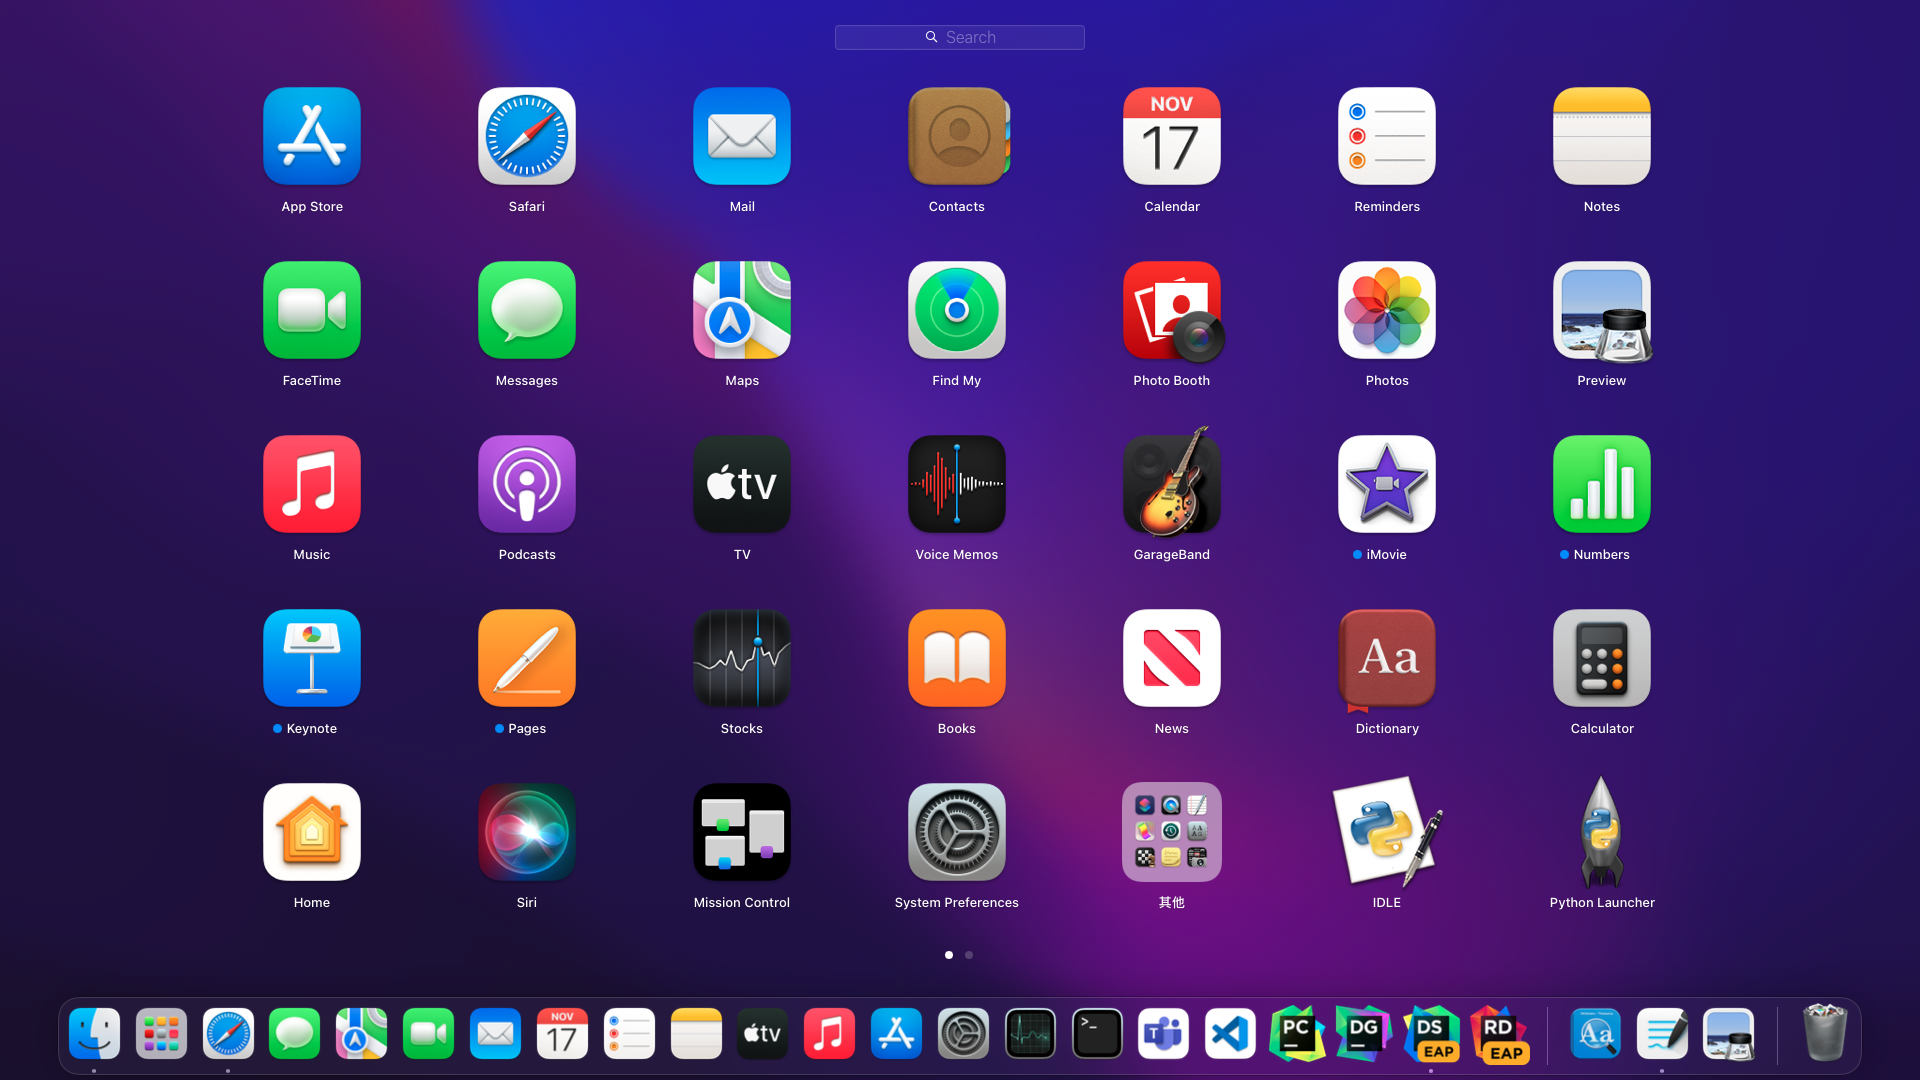 Search
NOV
17
App Store
Safari
Mail
Contacts
Calendar
Reminders
Notes
FaceTime
Messages
Maps
Find My
Photo Booth
Photos
Preview
tv
Music
Podcasts
TV
Voice Memos
GarageBand
iMovie
Numbers
Aa
Keynote
Pages
Stocks
Books
News
Dictionary
Calculator
Home
Siri
Mission Control
System Preferences
其他
IDLE
Python Launcher
NOV
17
tv
>_
T
PC
DG
DS
EAP
RD
EAP
Aa